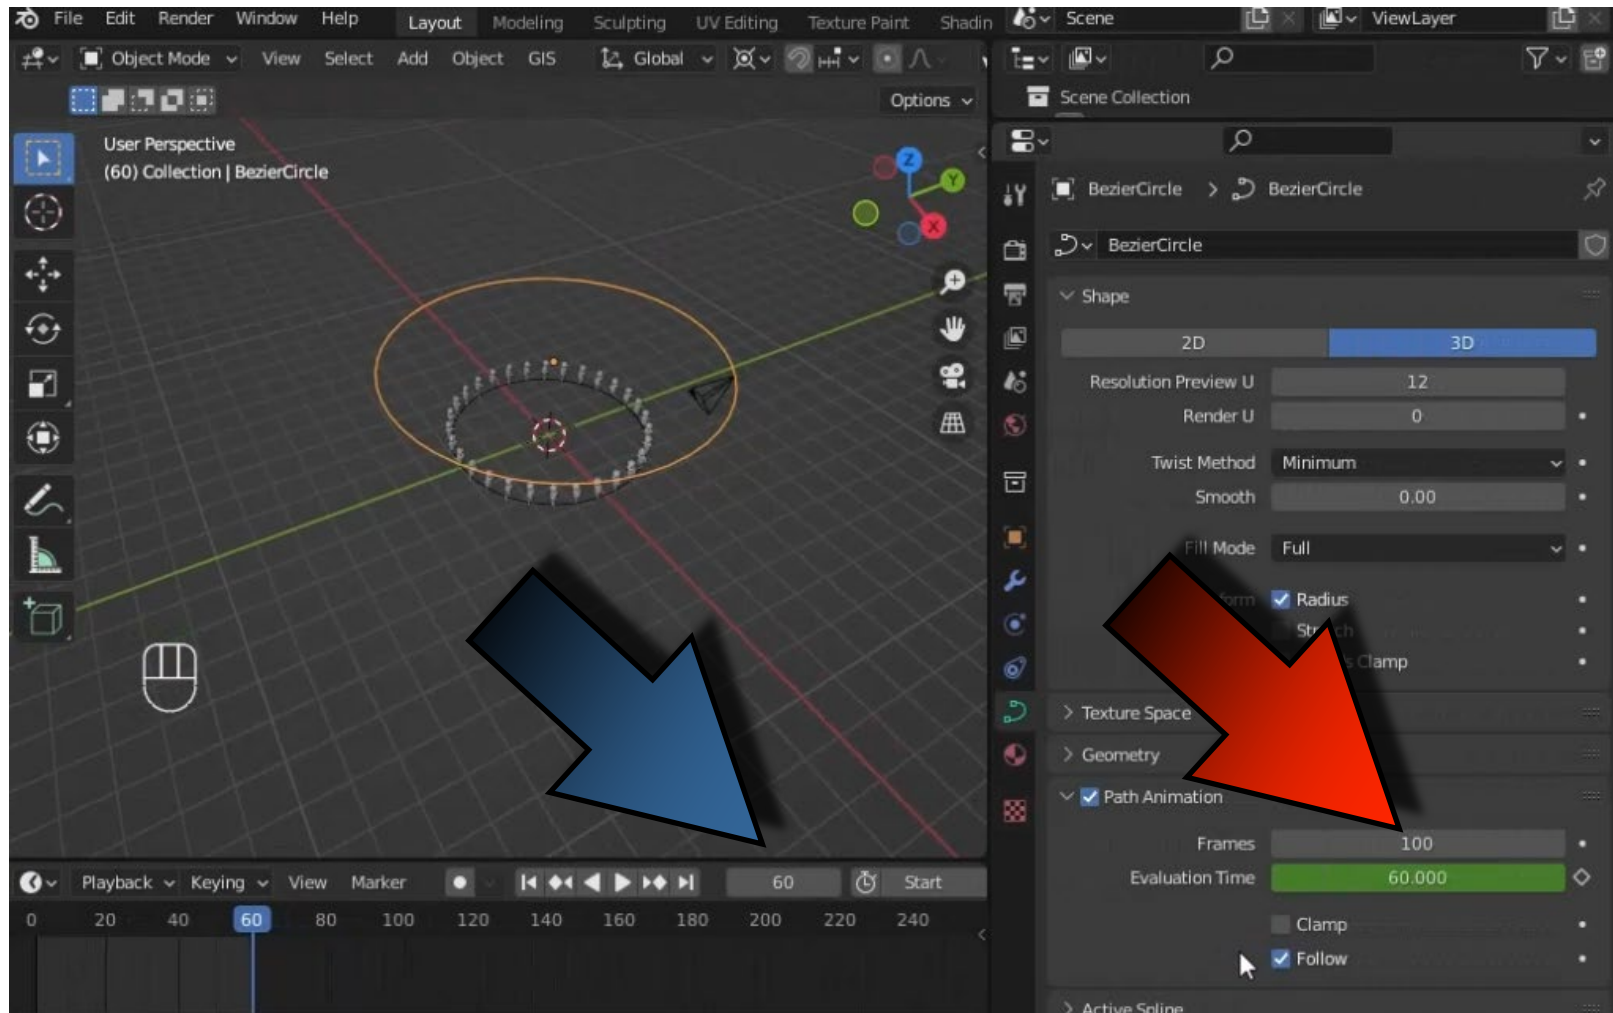 File Edit Render Window Help Layout Modeling Sculpting UV Editing Texture Paint Shadin
Scene ViewLayer
Object Mode View Select Add Object GIS Global
Options
Scene Collection
User Perspective
(60) Collection | BezierCircle
Z
Y
X
BezierCircle > BezierCircle
BezierCircle
Shape
2D 3D
Resolution Preview U 12
Render U 0
Twist Method Minimum
Smooth 0.00
Fill Mode Full
Radius
Clamp
Texture Space
Geometry
Path Animation
Frames 100
Evaluation Time 60.000
Clamp
Follow
Active Spline
Playback Keying View Marker 60 Start
0 20 40 60 80 100 120 140 160 180 200 220 240